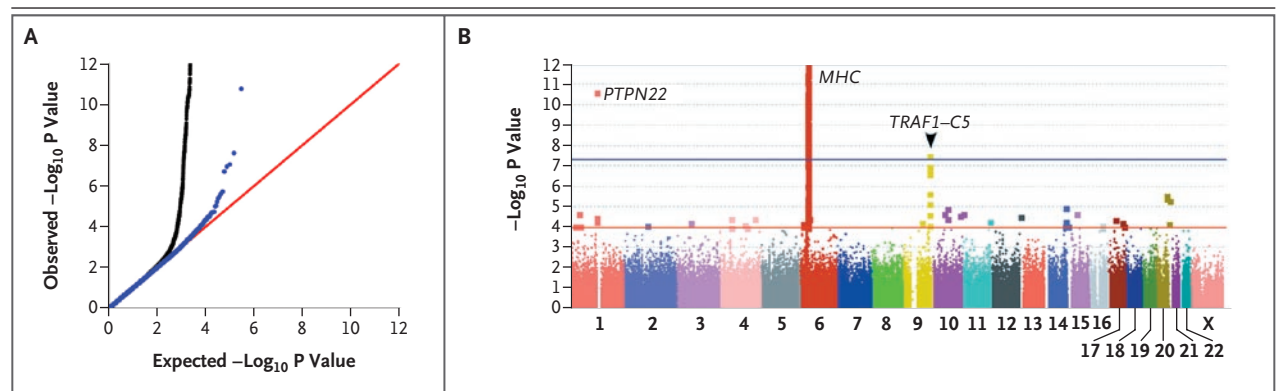 A
Observed –Log10 P Value
12
10
8
6
4
2
0
0 2 4 6 8 10 12
Expected –Log10 P Value
B
–Log10 P Value
12
11
10
9
8
7
6
5
4
3
2
1
0
PTPN22
MHC
TRAF1–C5
1 2 3 4 5 6 7 8 9 10 11 12 13 14 15 16 X
17 18 19 20 21 22